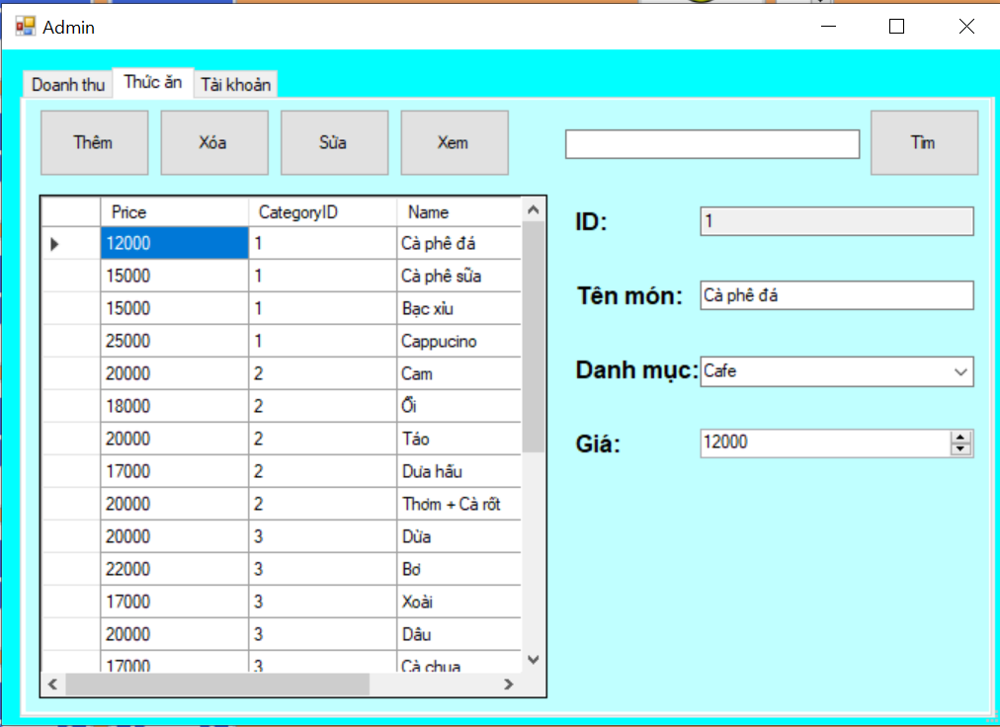 Admin
Doanh thu Thức ăn Tài khoản
Thêm Xóa Sửa Xem Tìm
Price CategoryID Name
12000 1 Cà phê đá
15000 1 Cà phê sữa
15000 1 Bạc xỉu
25000 1 Cappucino
20000 2 Cam
18000 2 Ổi
20000 2 Táo
17000 2 Dưa hấu
20000 2 Thơm + Cà rốt
20000 3 Dừa
22000 3 Bơ
17000 3 Xoài
20000 3 Dâu
17000 3 Cà chua
ID: 1
Tên món: Cà phê đá
Danh mục: Cafe
Giá: 12000